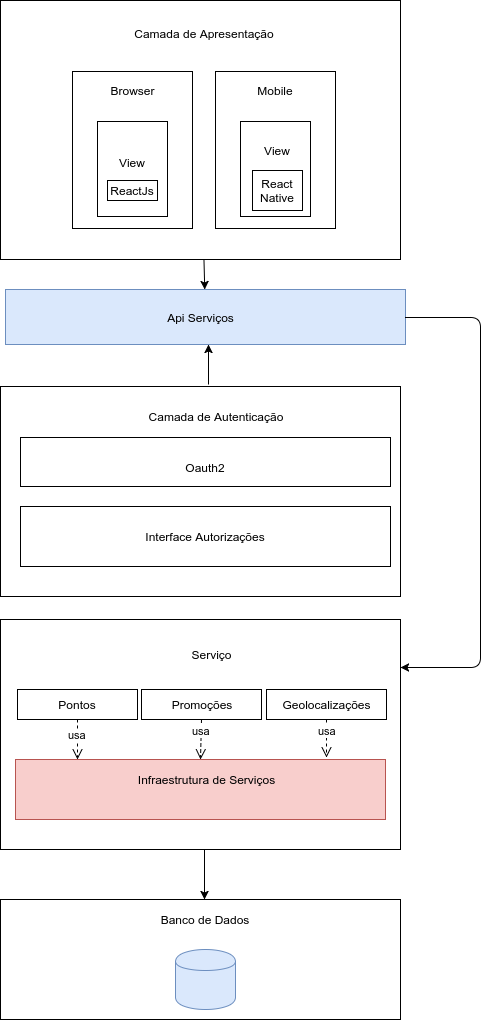 Camada de Apresentação
Browser
Mobile
View
View
ReactJs
React
Native
Api Serviços
Camada de Autenticação
Oauth2
Interface Autorizações
Serviço
Pontos
Promoções
Geolocalizações
usa
usa
usa
Infraestrutura de Serviços
Banco de Dados